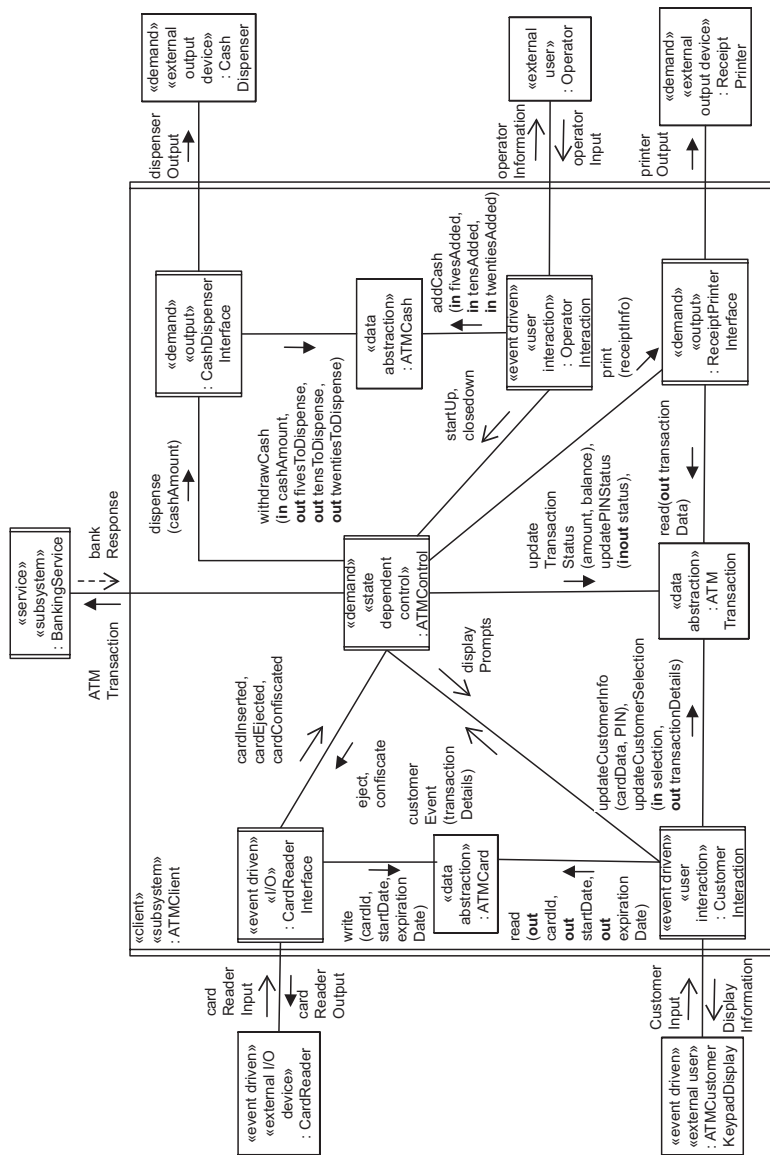 «service»
«subsystem»
: BankingService
ATM
Transaction
bank
Response
«client»
«subsystem»
: ATMClient
«event driven»
«external I/O
device»
: CardReader
card
Reader
Input
card
Reader
Output
«event driven»
«I/O»
: CardReader
Interface
cardInserted,
cardEjected,
cardConfiscated
eject,
confiscate
write
(cardId,
startDate,
expiration
Date)
«data
abstraction»
: ATMCard
read
(out
cardId,
out
startDate,
out
expiration
Date)
customer
Event
(transaction
Details)
display
Prompts
«event driven»
«external user»
: ATMCustomer
KeypadDisplay
Customer
Input
Display
Information
«event driven»
«user
interaction»
: Customer
Interaction
updateCustomerInfo
(cardData, PIN),
updateCustomerSelection
(in selection,
out transactionDetails)
«demand»
«state
dependent
control»
: ATMControl
dispense
(cashAmount)
«demand»
«output»
: CashDispenser
Interface
dispenser
Output
«demand»
«external
output
device»
: Cash
Dispenser
withdrawCash
(in cashAmount,
out fivesToDispense,
out tensToDispense,
out twentiesToDispense)
«data
abstraction»
: ATMCash
addCash
(in fivesAdded,
in tensAdded,
in twentiesAdded)
startUp,
closedown
«event driven»
«user
interaction»
: Operator
Interaction
operator
Information
operator
Input
«external
user»
: Operator
update
Transaction
Status
(amount, balance),
updatePINStatus
(inout status),
print
(receiptInfo)
«data
abstraction»
: ATM
Transaction
read(out transaction
Data)
«demand»
«output»
: ReceiptPrinter
Interface
printer
Output
«demand»
«external
output device»
: Receipt
Printer